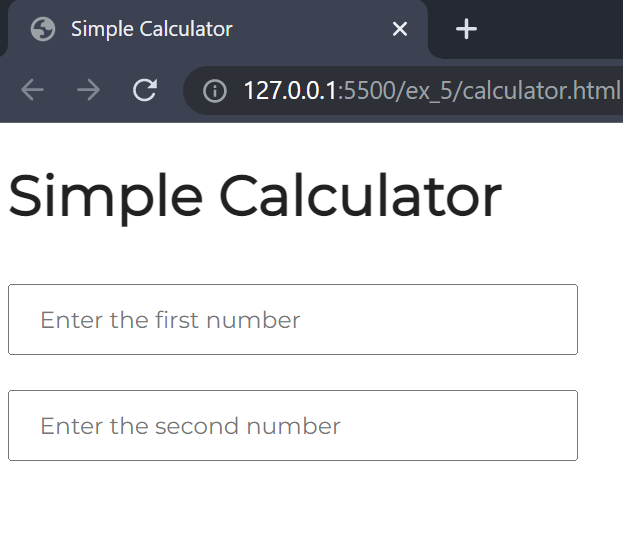 Simple Calculator
127.0.0.1:5500/ex_5/calculator.html
Simple Calculator
Enter the first number
Enter the second number